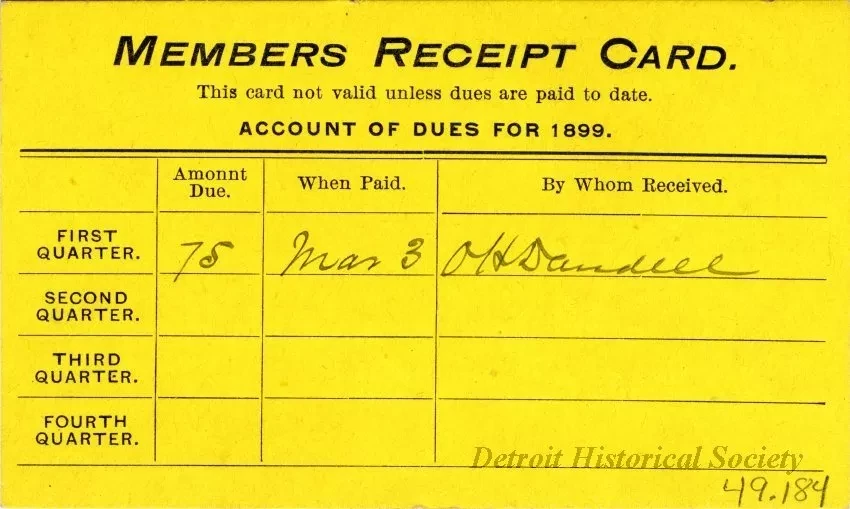 MEMBERS RECEIPT CARD.
This card not valid unless dues are paid to date.
ACCOUNT OF DUES FOR 1899.
Amonnt Due. When Paid. By Whom Received.
FIRST QUARTER. 75 Mar 3 OH Dandell
SECOND QUARTER.
THIRD QUARTER.
FOURTH QUARTER.
Detroit Historical Society
49.184